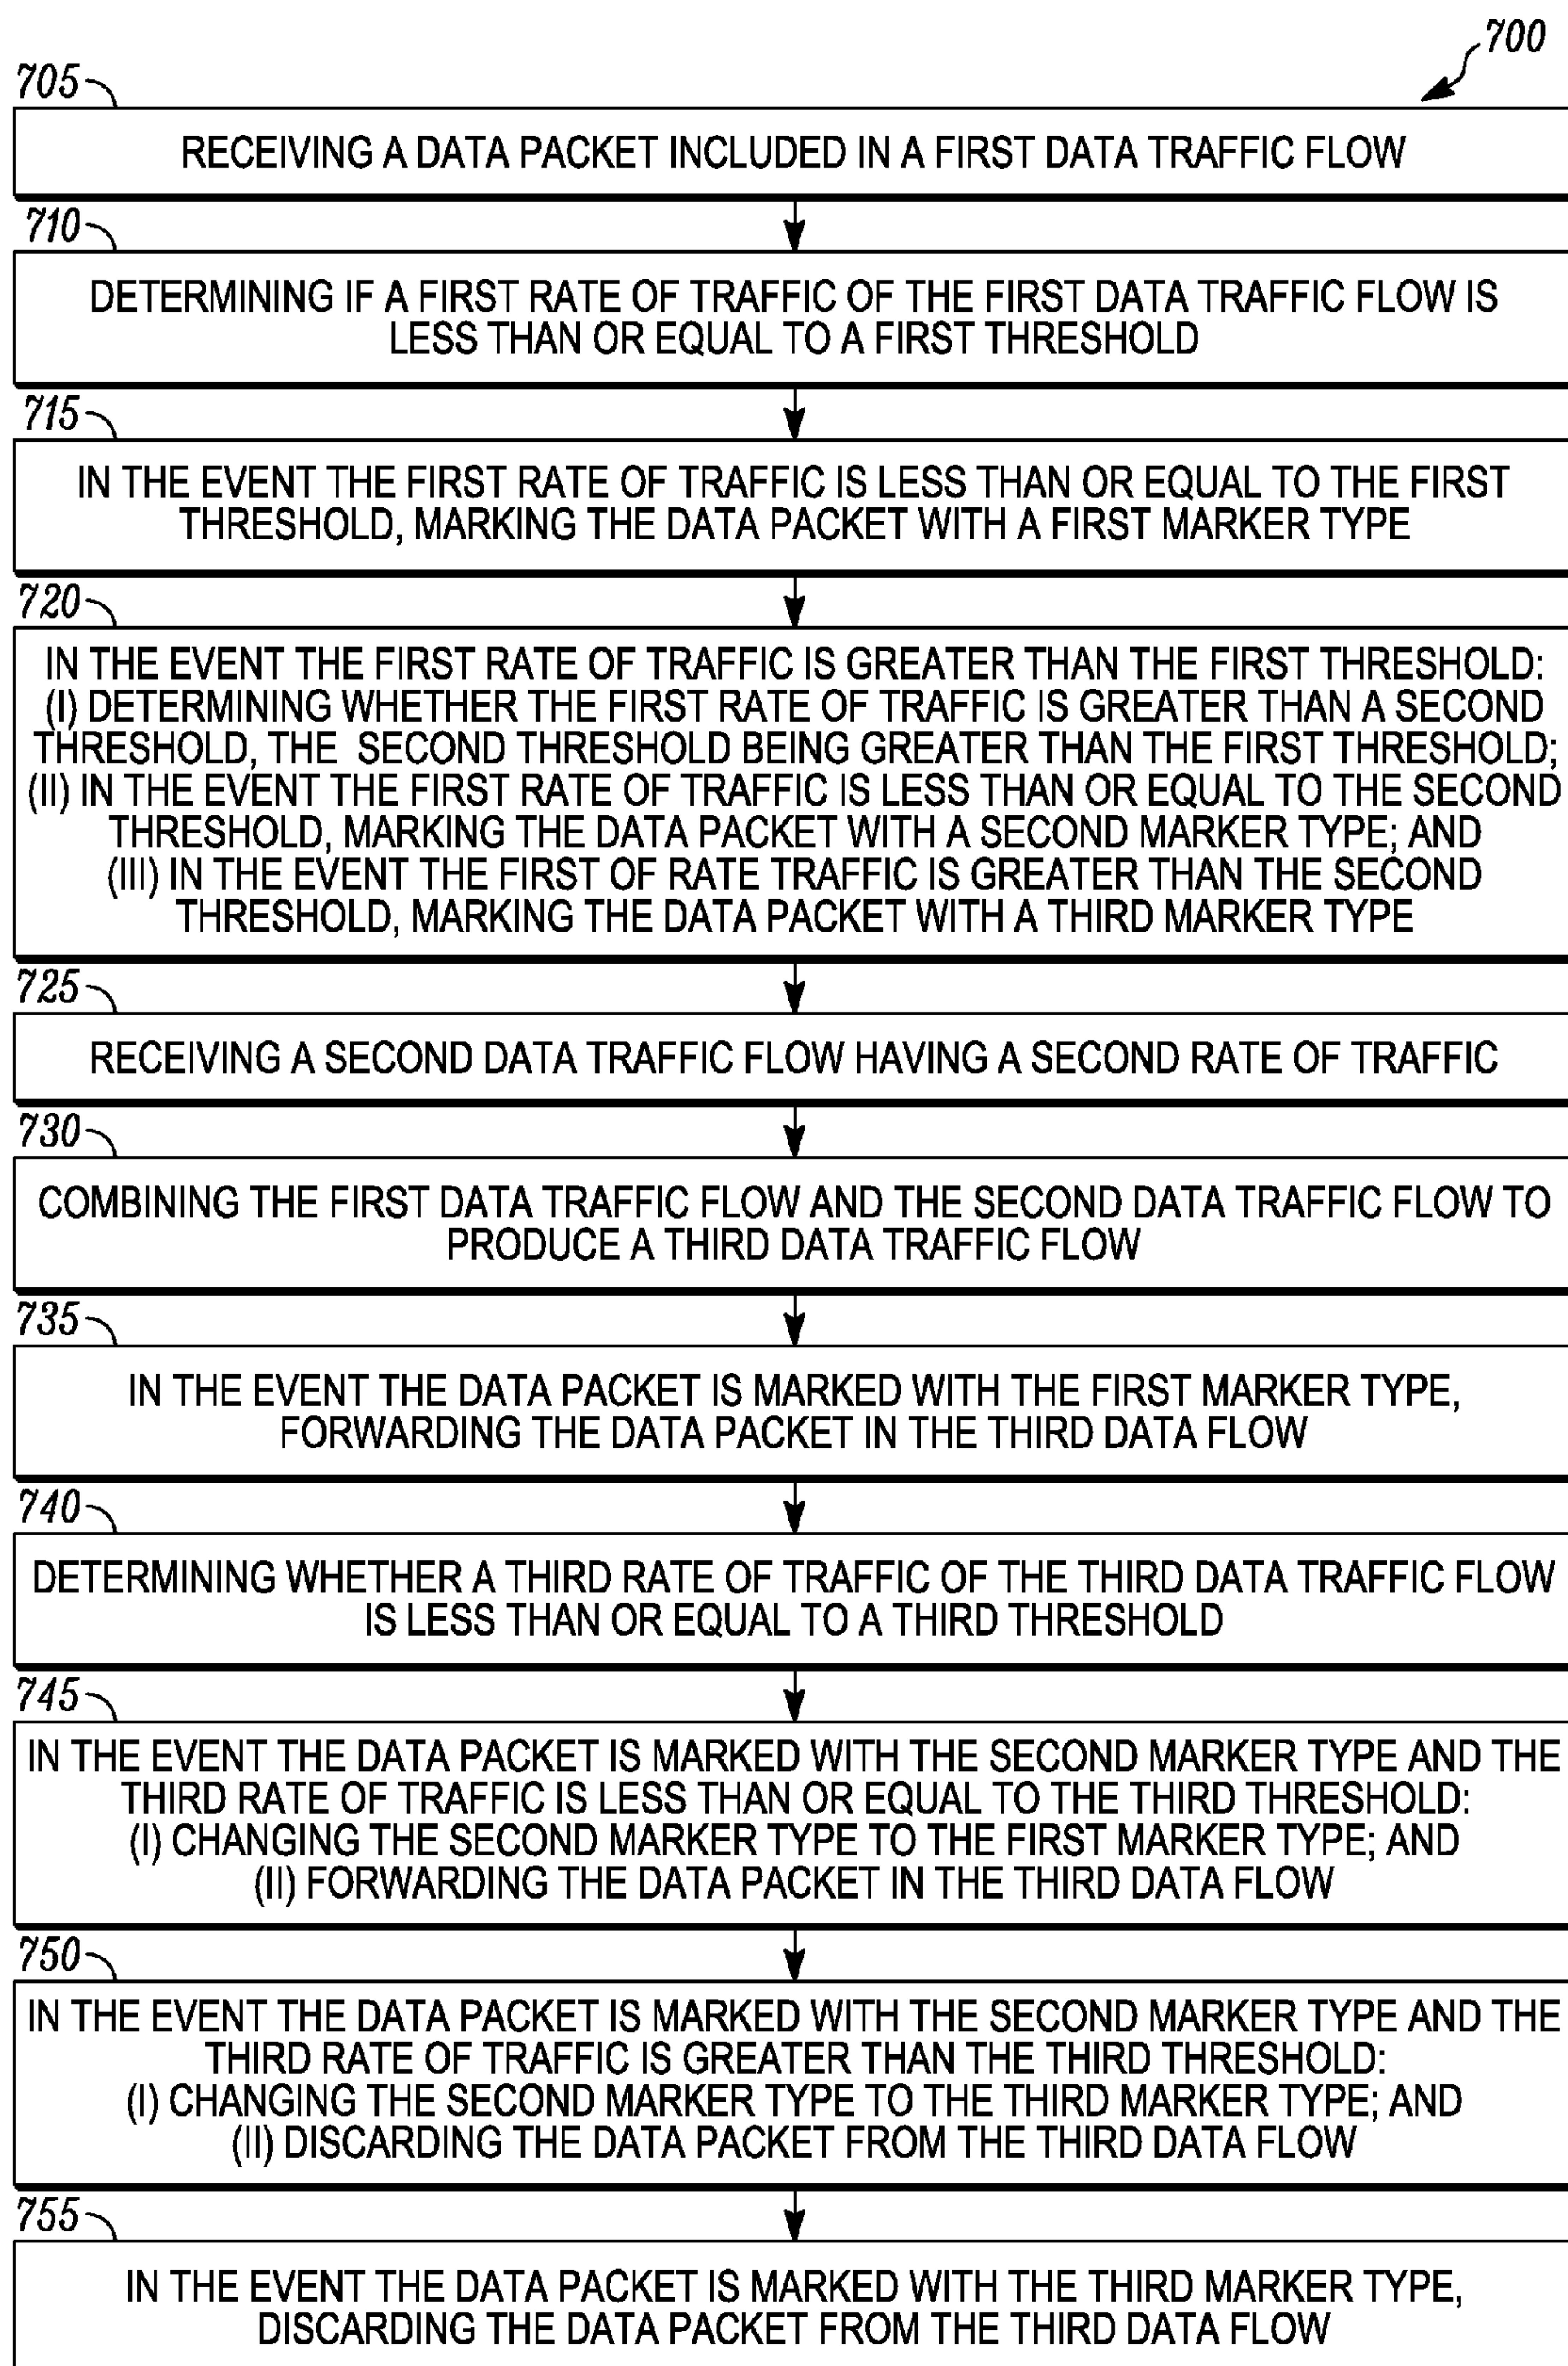 700
705
RECEIVING A DATA PACKET INCLUDED IN A FIRST DATA TRAFFIC FLOW
710
DETERMINING IF A FIRST RATE OF TRAFFIC OF THE FIRST DATA TRAFFIC FLOW IS
LESS THAN OR EQUAL TO A FIRST THRESHOLD
715
IN THE EVENT THE FIRST RATE OF TRAFFIC IS LESS THAN OR EQUAL TO THE FIRST
THRESHOLD, MARKING THE DATA PACKET WITH A FIRST MARKER TYPE
720
IN THE EVENT THE FIRST RATE OF TRAFFIC IS GREATER THAN THE FIRST THRESHOLD:
(I) DETERMINING WHETHER THE FIRST RATE OF TRAFFIC IS GREATER THAN A SECOND
THRESHOLD, THE SECOND THRESHOLD BEING GREATER THAN THE FIRST THRESHOLD;
(II) IN THE EVENT THE FIRST RATE OF TRAFFIC IS LESS THAN OR EQUAL TO THE SECOND
THRESHOLD, MARKING THE DATA PACKET WITH A SECOND MARKER TYPE; AND
(III) IN THE EVENT THE FIRST OF RATE TRAFFIC IS GREATER THAN THE SECOND
THRESHOLD, MARKING THE DATA PACKET WITH A THIRD MARKER TYPE
725
RECEIVING A SECOND DATA TRAFFIC FLOW HAVING A SECOND RATE OF TRAFFIC
730
COMBINING THE FIRST DATA TRAFFIC FLOW AND THE SECOND DATA TRAFFIC FLOW TO
PRODUCE A THIRD DATA TRAFFIC FLOW
735
IN THE EVENT THE DATA PACKET IS MARKED WITH THE FIRST MARKER TYPE,
FORWARDING THE DATA PACKET IN THE THIRD DATA FLOW
740
DETERMINING WHETHER A THIRD RATE OF TRAFFIC OF THE THIRD DATA TRAFFIC FLOW
IS LESS THAN OR EQUAL TO A THIRD THRESHOLD
745
IN THE EVENT THE DATA PACKET IS MARKED WITH THE SECOND MARKER TYPE AND THE
THIRD RATE OF TRAFFIC IS LESS THAN OR EQUAL TO THE THIRD THRESHOLD:
(I) CHANGING THE SECOND MARKER TYPE TO THE FIRST MARKER TYPE; AND
(II) FORWARDING THE DATA PACKET IN THE THIRD DATA FLOW
750
IN THE EVENT THE DATA PACKET IS MARKED WITH THE SECOND MARKER TYPE AND THE
THIRD RATE OF TRAFFIC IS GREATER THAN THE THIRD THRESHOLD:
(I) CHANGING THE SECOND MARKER TYPE TO THE THIRD MARKER TYPE; AND
(II) DISCARDING THE DATA PACKET FROM THE THIRD DATA FLOW
755
IN THE EVENT THE DATA PACKET IS MARKED WITH THE THIRD MARKER TYPE,
DISCARDING THE DATA PACKET FROM THE THIRD DATA FLOW